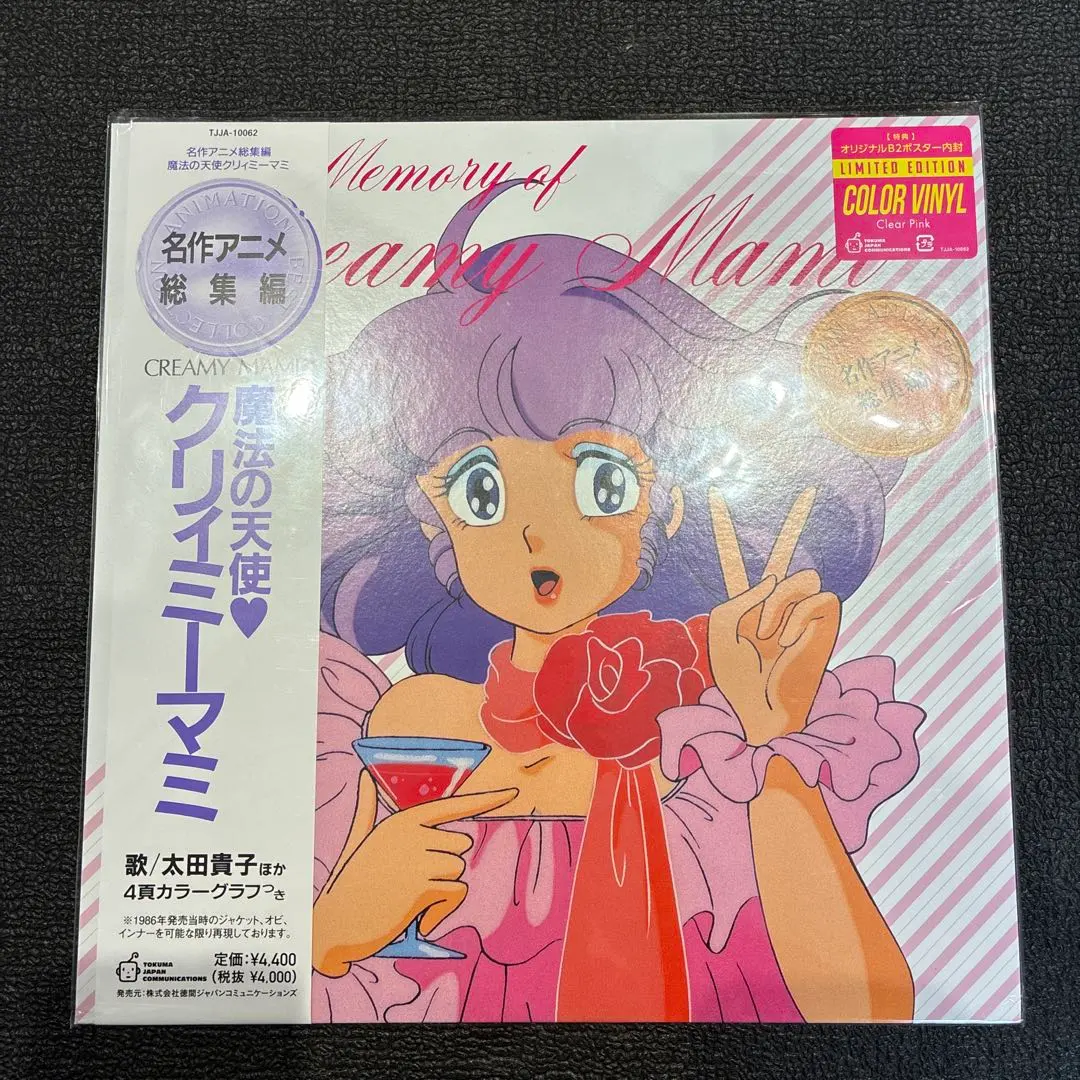 TJJA-10062
名作アニメ総集編
魔法の天使クリィミーマミ
ANIMATION
名作アニメ
総集編
CREAMY MAMI
魔法の天使♥
クリィミーマミ
歌/太田貴子ほか
4頁カラーグラフつき
※1986年発売当時のジャケット、オビ、
インナーを可能な限り再現しております。
TOKUMA
JAPAN
COMMUNICATIONS
定価:¥4,400
(税抜 ¥4,000)
発売元:株式会社徳間ジャパンコミュニケーションズ
Memory of
reamy Mami
【特典】
オリジナルB2ポスター内封
LIMITED EDITION
COLOR VINYL
Clear Pink
TOKUMA
JAPAN
COMMUNICATIONS
TJJA-10062
名作アニメ
総集編